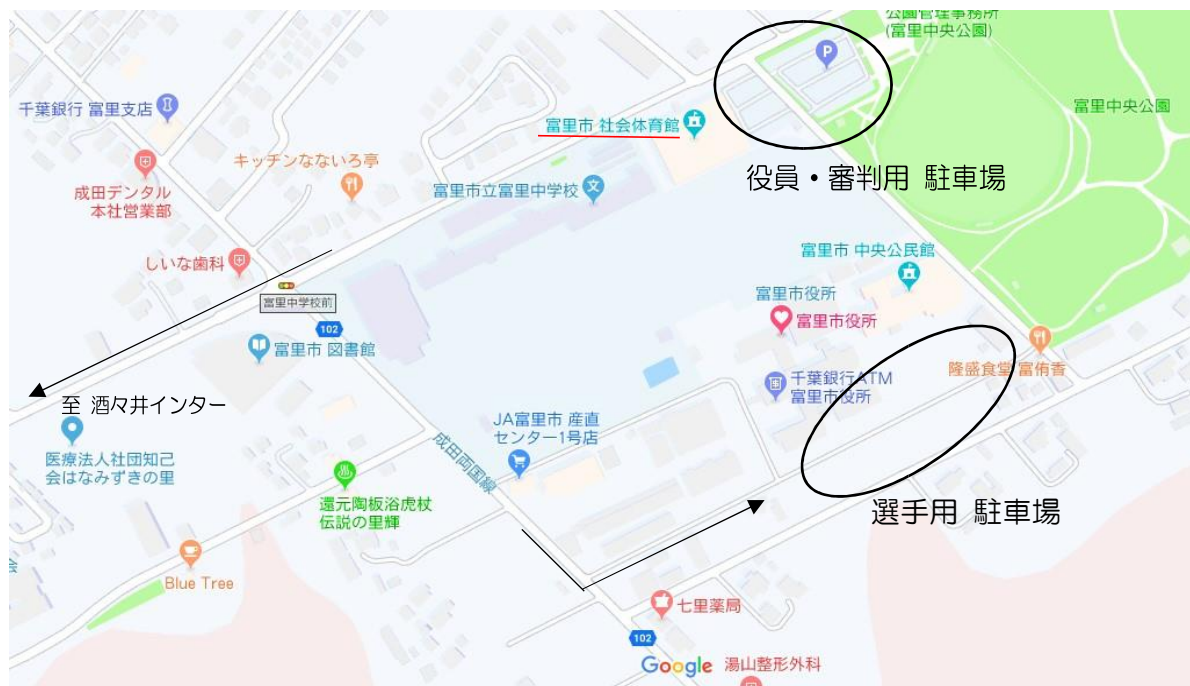 公園管理事務所
(富里中央公園)
P
千葉銀行 富里支店
富里中央公園
富里市 社会体育館
キッチンなないろ亭
役員・審判用 駐車場
成田デンタル
本社営業部
富里市立富里中学校
文
しいな歯科
富里市 中央公民館
富里市役所
富里中学校前
富里市役所
102
富里市 図書館
隆盛食堂 富侑香
千葉銀行ATM
富里市役所
至 酒々井インター
JA富里市 産直
センター1号店
成田両国線
医療法人社団知己
会はなみずきの里
還元陶板浴虎杖
伝説の里輝
選手用 駐車場
会
Blue Tree
七里薬局
102
Google
湯山整形外科